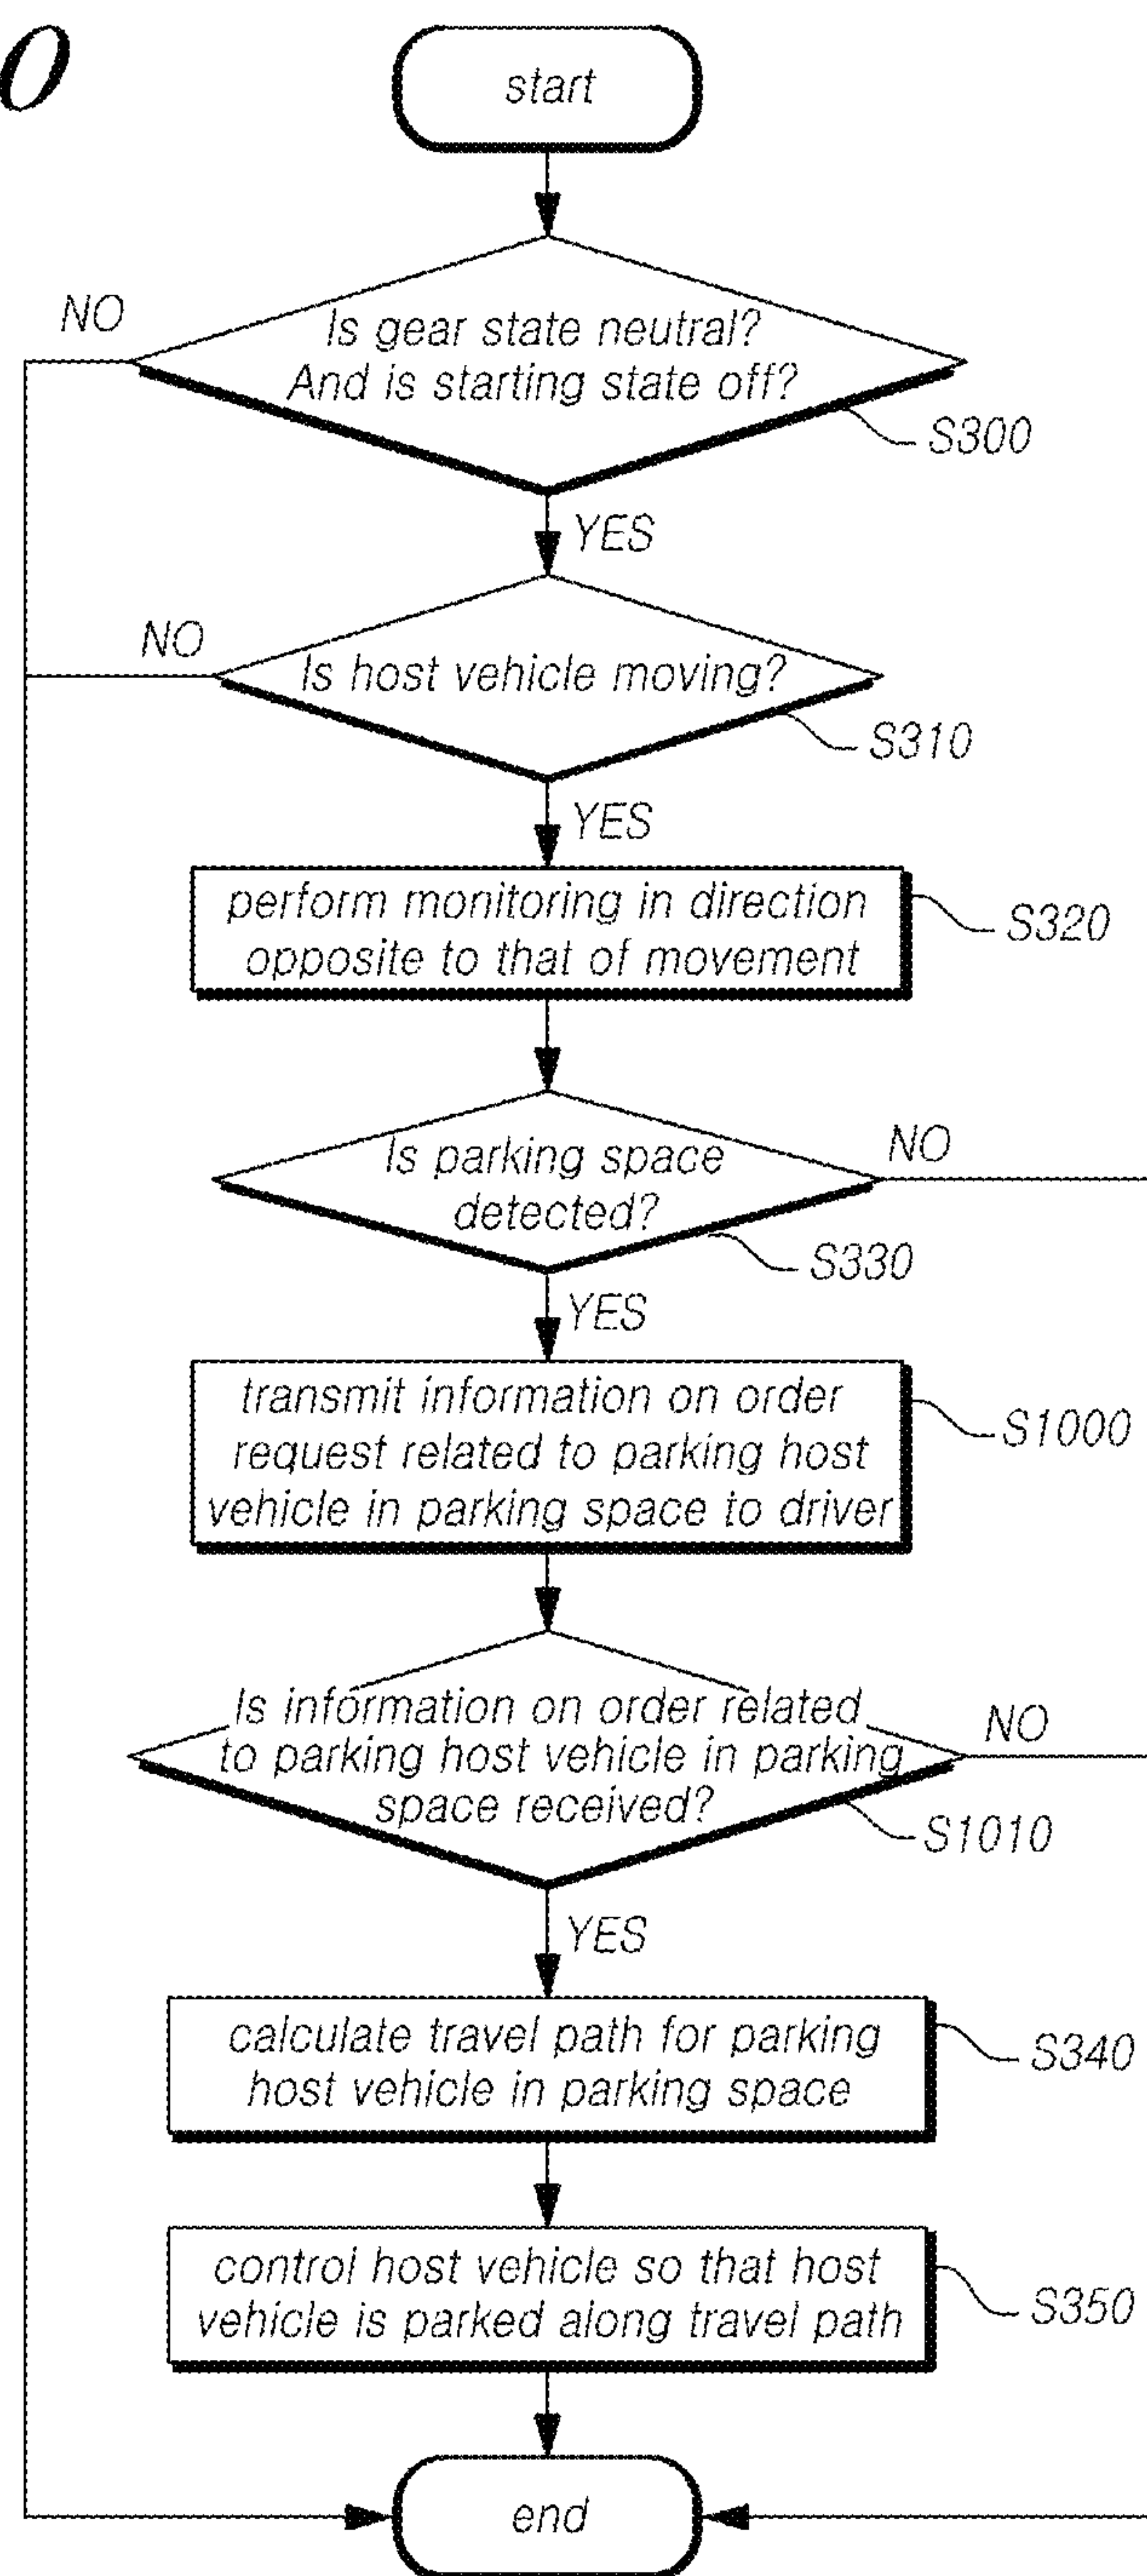 0
start
NO
Is gear state neutral?
And is starting state off?
S300
YES
NO
Is host vehicle moving?
S310
YES
perform monitoring in direction
opposite to that of movement
S320
Is parking space
detected?
NO
S330
YES
transmit information on order
request related to parking host
vehicle in parking space to driver
S1000
Is information on order related
to parking host vehicle in parking
space received?
NO
S1010
YES
calculate travel path for parking
host vehicle in parking space
S340
control host vehicle so that host
vehicle is parked along travel path
S350
end